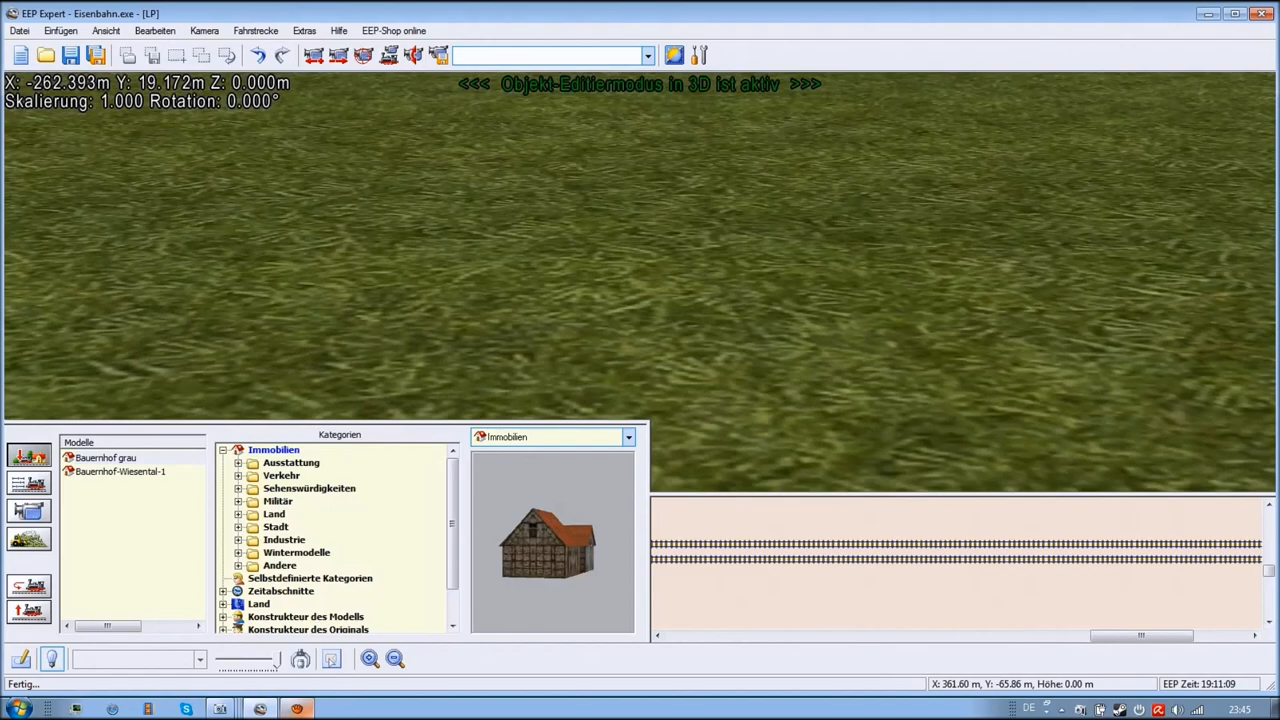 EEP Expert - Eisenbahn.exe - [LP]
Datei Einfügen Ansicht Bearbeiten Kamera Fahrstrecke Extras Hilfe EEP-Shop online
X: -262.393m Y: 19.172m Z: 0.000m
<<< Objekt-Editiermodus in 3D ist aktiv >>>
Skalierung: 1.000 Rotation: 0.000°
Modelle
Bauernhof grau
Bauernhof-Wiesental-1
Kategorien
Immobilien
Ausstattung
Verkehr
Sehenswürdigkeiten
Militär
Land
Stadt
Industrie
Wintermodelle
Andere
Selbstdefinierte Kategorien
Zeitabschnitte
Land
Konstrukteur des Modells
Konstrukteur des Originals
Immobilien
Fertig...
X: 361.60 m, Y: -65.86 m, Höhe: 0.00 m
EEP Zeit: 19:11:09
DE
23:45